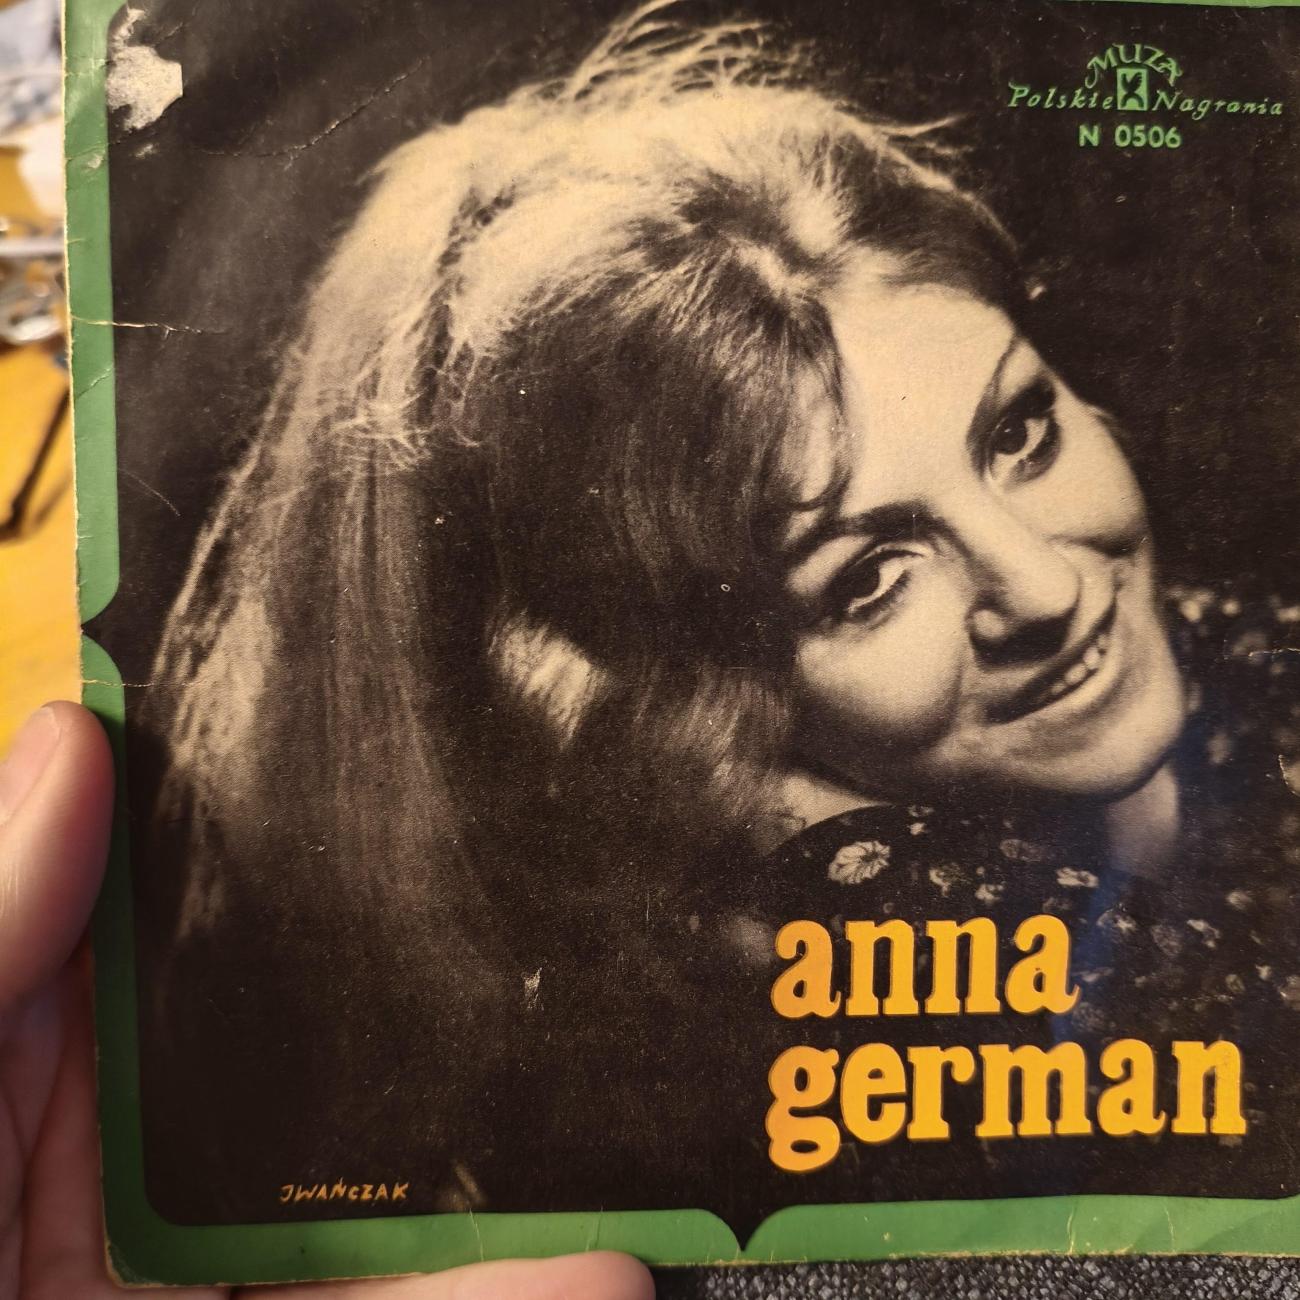 MUZA
Polskie Nagrania
N 0506
anna
german
JWAŃCZAK